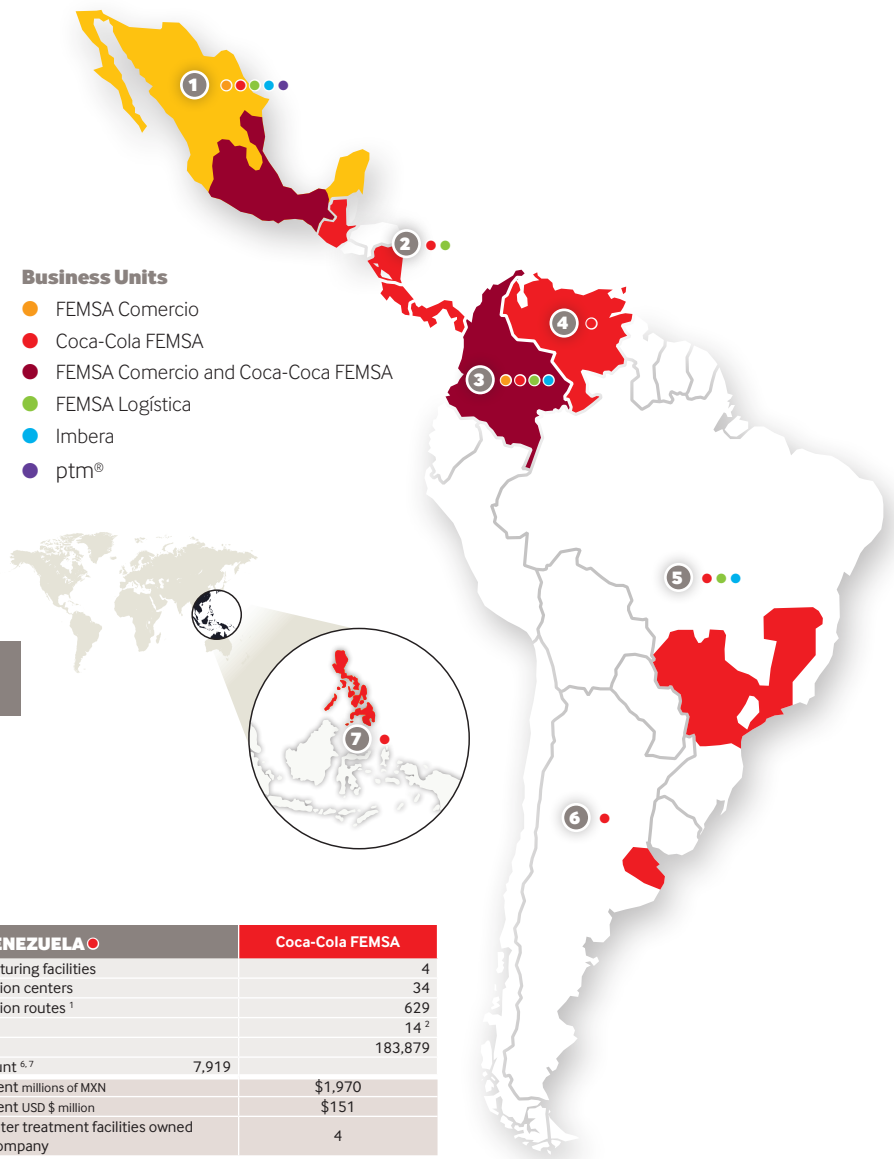 1
2
Business Units
FEMSA Comercio
Coca-Cola FEMSA
FEMSA Comercio and Coca-Coca FEMSA
FEMSA Logística
Imbera
ptm®
4
3
5
7
6
ENEZUELA Coca-Cola FEMSA
turing facilities 4
ion centers 34
ion routes 1 629
14 2
183,879
unt 6, 7 7,919
ent millions of MXN $1,970
ent USD $ million $151
ter treatment facilities owned
ompany 4